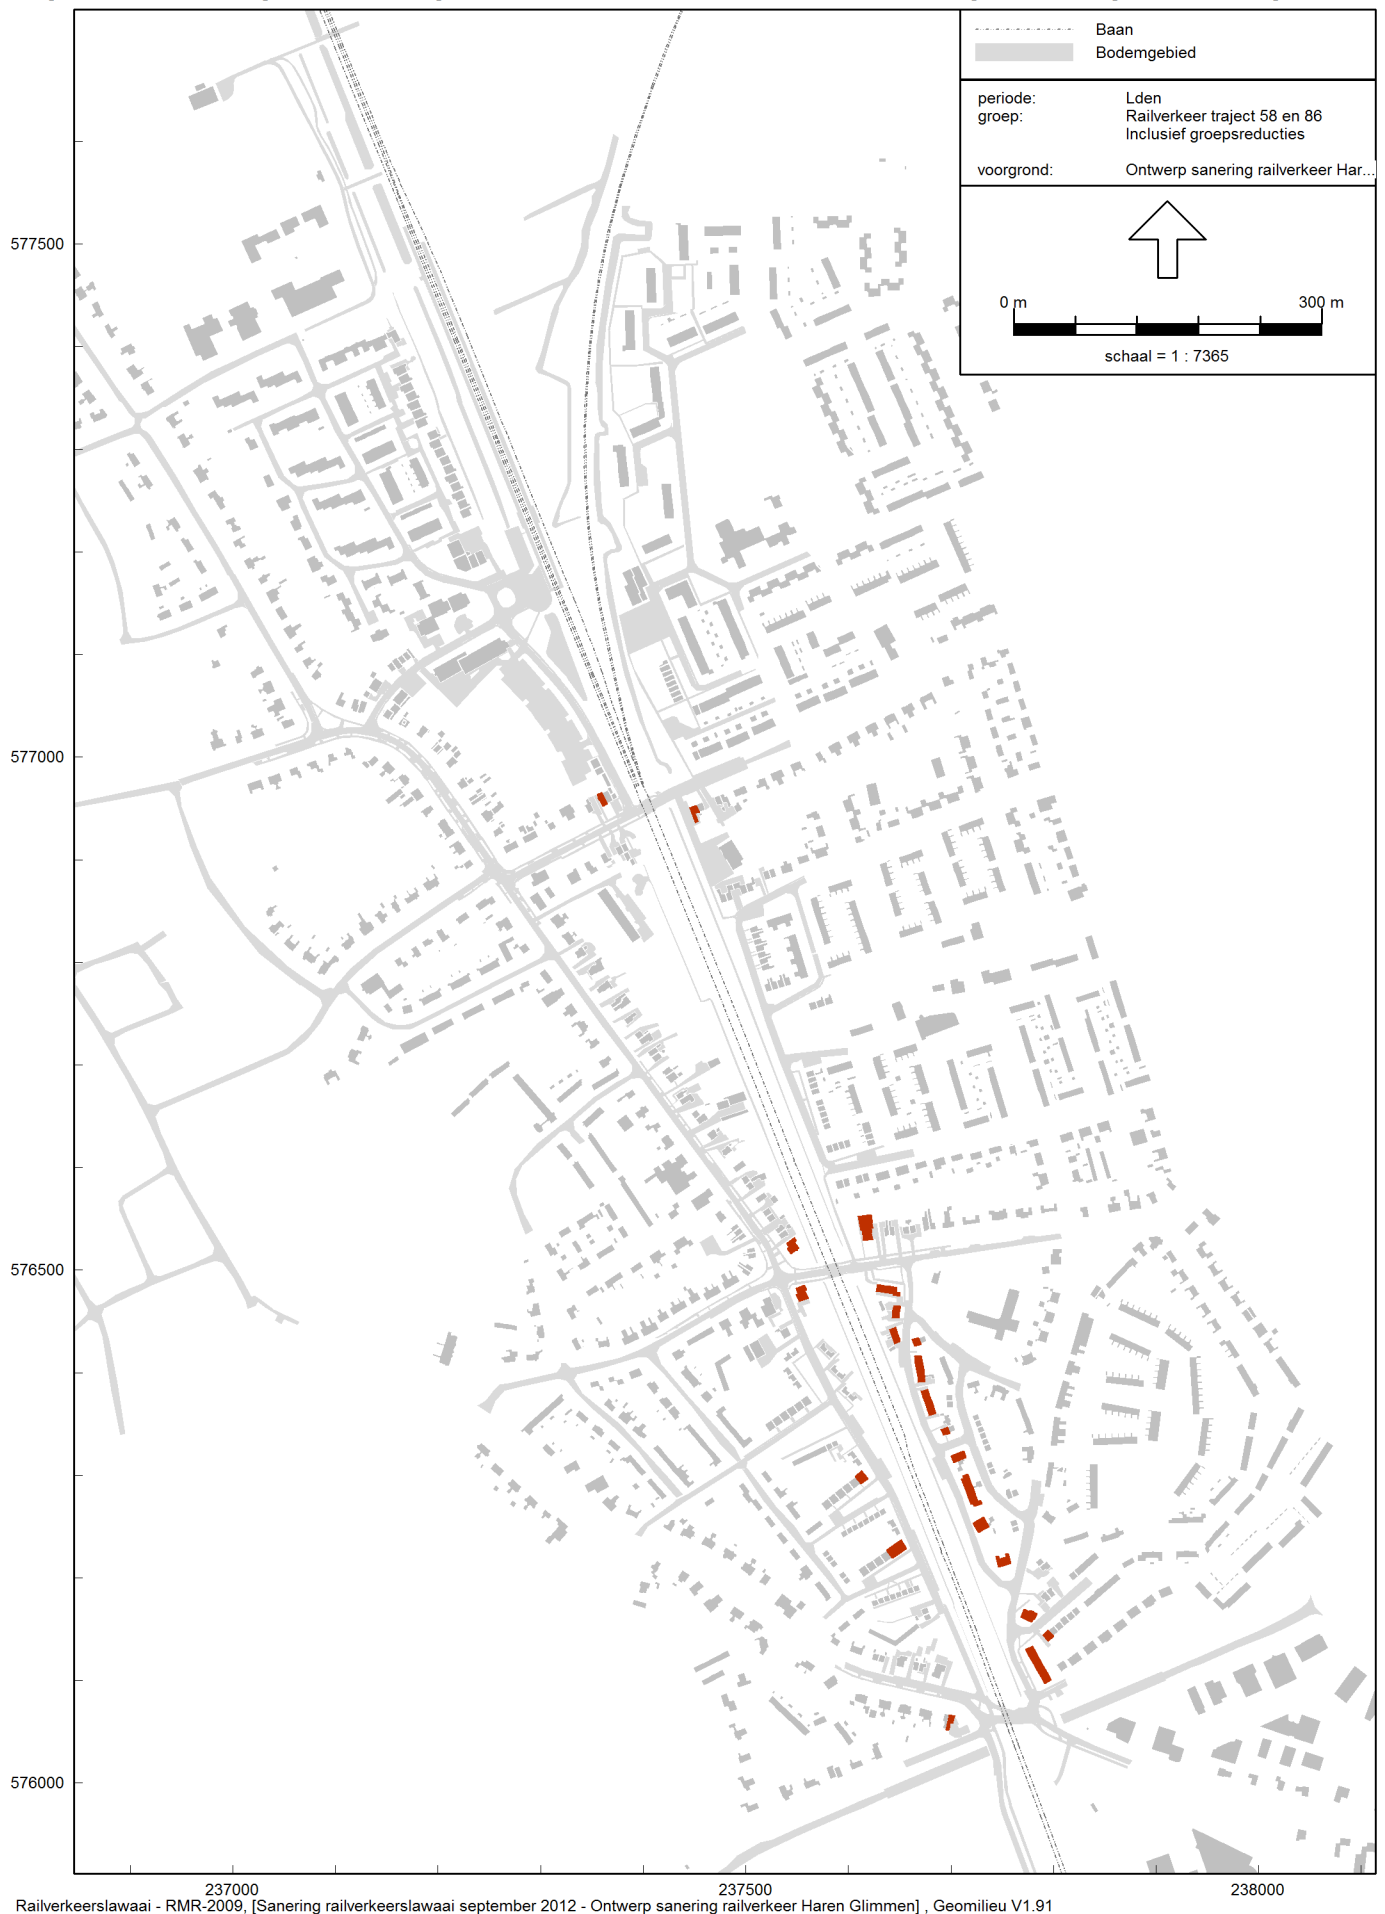 Baan
Bodemgebied
periode: Lden
groep: Railverkeer traject 58 en 86
Inclusief groepsreducties
voorgrond: Ontwerp sanering railverkeer Har...
0 m 300 m
schaal = 1 : 7365
577500
577000
576500
576000
237000 237500 238000
Railverkeerslawaai - RMR-2009, [Sanering railverkeerslawaai september 2012 - Ontwerp sanering railverkeer Haren Glimmen] , Geomilieu V1.91